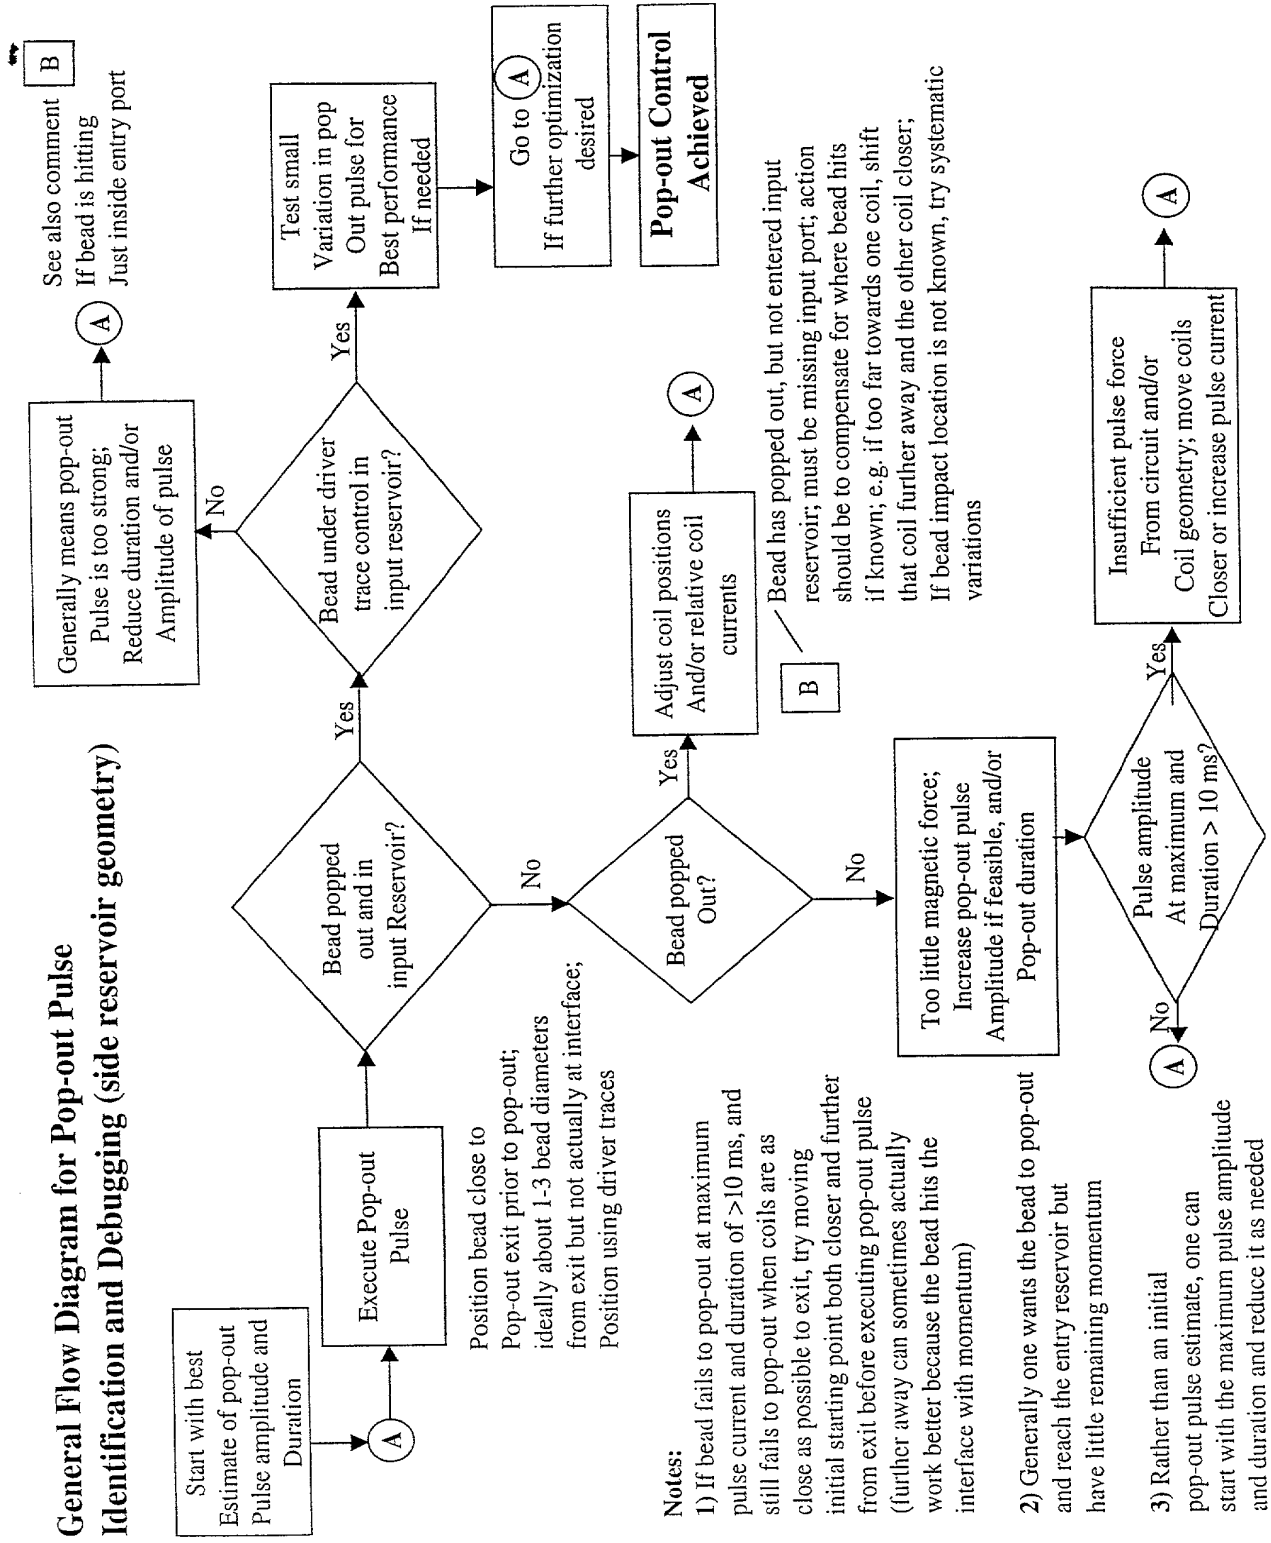 General Flow Diagram for Pop-out Pulse
Identification and Debugging (side reservoir geometry)
Start with best
Estimate of pop-out
Pulse amplitude and
Duration
A
Execute Pop-out
Pulse
Position bead close to
Pop-out exit prior to pop-out;
ideally about 1-3 bead diameters
from exit but not actually at interface;
Position using driver traces
Bead popped
out and in
input Reservoir?
Yes
No
Bead under driver
trace control in
input reservoir?
No
Yes
Generally means pop-out
Pulse is too strong;
Reduce duration and/or
Amplitude of pulse
A
See also comment B
If bead is hitting
Just inside entry port
Test small
Variation in pop
Out pulse for
Best performance
If needed
Go to A
If further optimization
desired
Pop-out Control
Achieved
Bead popped
Out?
Yes
No
Adjust coil positions
And/or relative coil
currents
A
B
Bead has popped out, but not entered input
reservoir; must be missing input port; action
should be to compensate for where bead hits
if known; e.g. if too far towards one coil, shift
that coil further away and the other coil closer;
If bead impact location is not known, try systematic
variations
Too little magnetic force;
Increase pop-out pulse
Amplitude if feasible, and/or
Pop-out duration
Pulse amplitude
At maximum and
Duration > 10 ms?
No
A
Yes
Insufficient pulse force
From circuit and/or
Coil geometry; move coils
Closer or increase pulse current
A
Notes:
1) If bead fails to pop-out at maximum
pulse current and duration of >10 ms, and
still fails to pop-out when coils are as
close as possible to exit, try moving
initial starting point both closer and further
from exit before executing pop-out pulse
(further away can sometimes actually
work better because the bead hits the
interface with momentum)
2) Generally one wants the bead to pop-out
and reach the entry reservoir but
have little remaining momentum
3) Rather than an initial
pop-out pulse estimate, one can
start with the maximum pulse amplitude
and duration and reduce it as needed